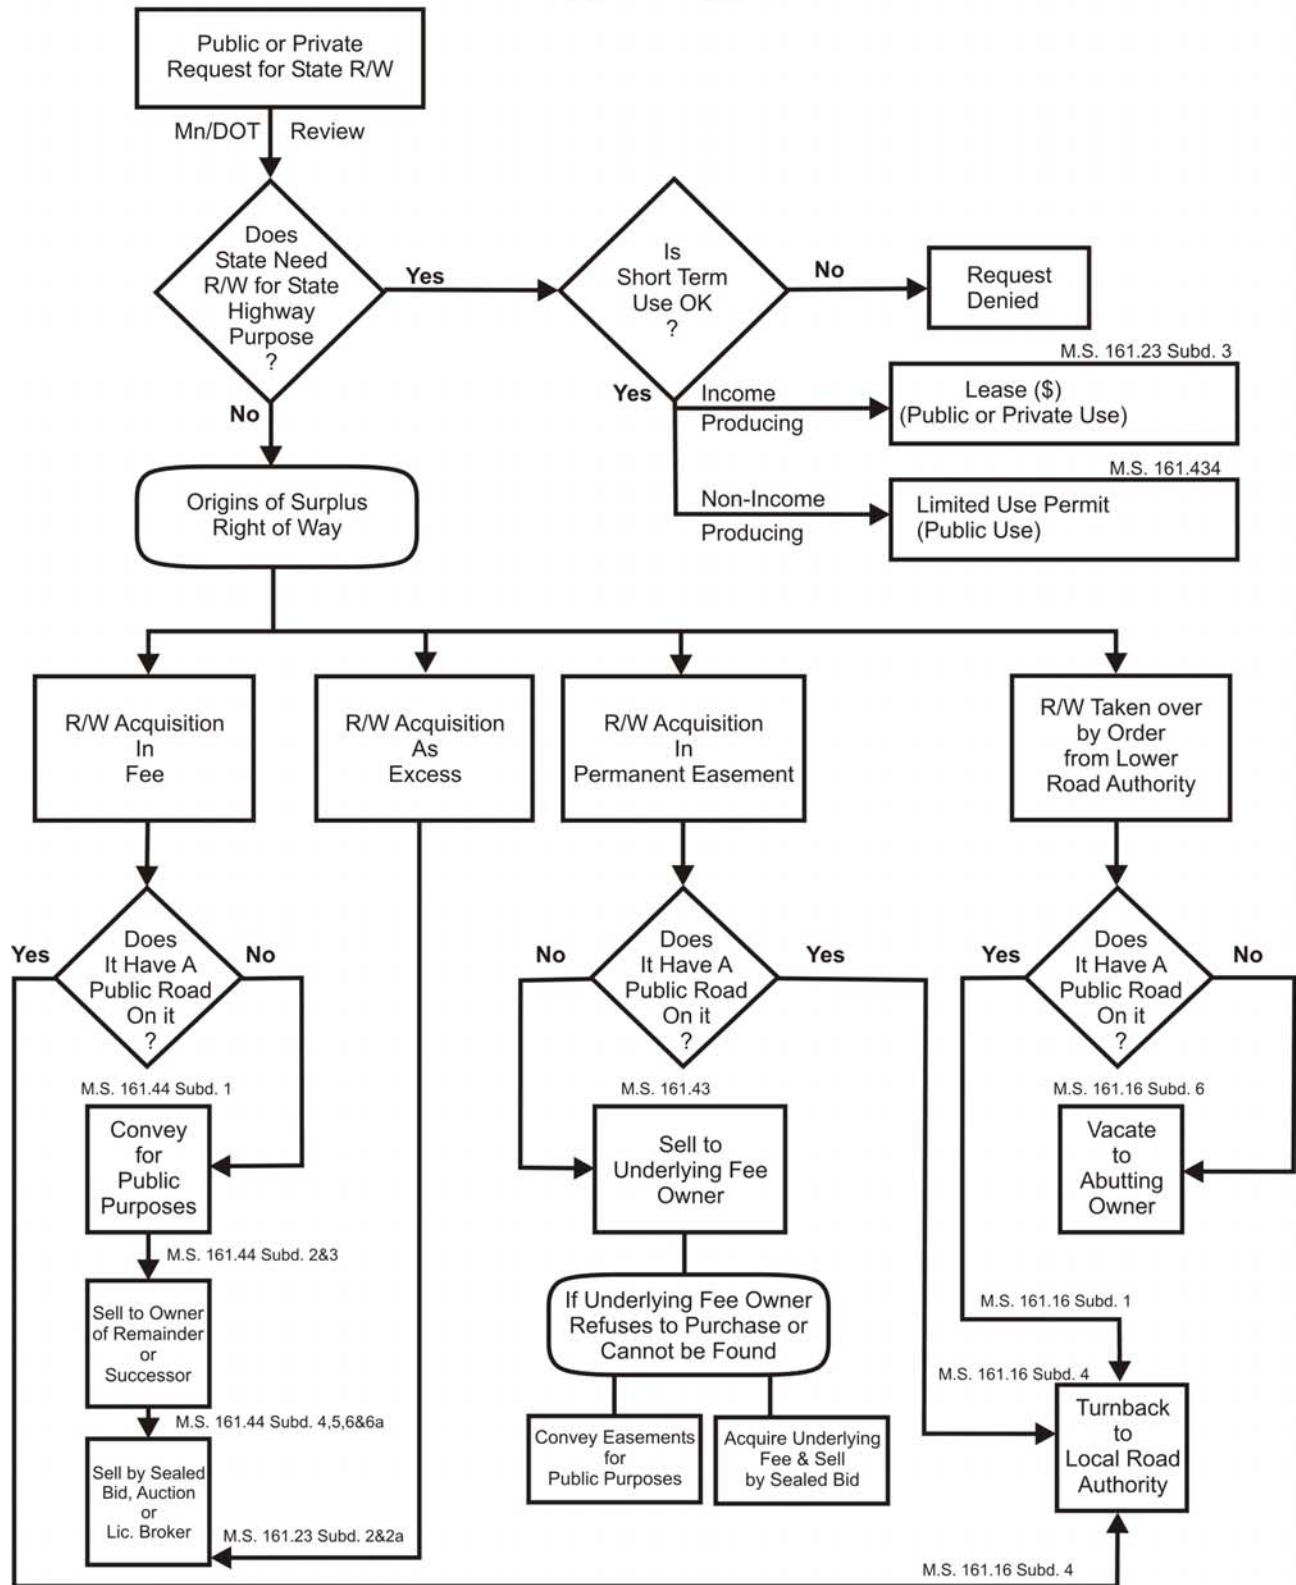 Public or Private
Request for State R/W
Mn/DOT Review
Does
State Need
R/W for State
Highway
Purpose
?
Yes
No
Is
Short Term
Use OK
?
No
Request
Denied
Yes
Income
Producing
M.S. 161.23 Subd. 3
Lease ($)
(Public or Private Use)
Non-Income
Producing
M.S. 161.434
Limited Use Permit
(Public Use)
Origins of Surplus
Right of Way
R/W Acquisition
In
Fee
R/W Acquisition
As
Excess
R/W Acquisition
In
Permanent Easement
R/W Taken over
by Order
from Lower
Road Authority
Yes
Does
It Have A
Public Road
On it
?
No
No
Does
It Have A
Public Road
On it
?
Yes
Yes
Does
It Have A
Public Road
On it
?
No
M.S. 161.44 Subd. 1
Convey
for
Public
Purposes
M.S. 161.44 Subd. 2&3
Sell to Owner
of Remainder
or
Successor
M.S. 161.44 Subd. 4,5,6&6a
Sell by Sealed
Bid, Auction
or
Lic. Broker
M.S. 161.23 Subd. 2&2a
M.S. 161.43
Sell to
Underlying Fee
Owner
If Underlying Fee Owner
Refuses to Purchase or
Cannot be Found
Convey Easements
for
Public Purposes
Acquire Underlying
Fee & Sell
by Sealed Bid
M.S. 161.16 Subd. 6
Vacate
to
Abutting
Owner
M.S. 161.16 Subd. 1
M.S. 161.16 Subd. 4
Turnback
to
Local Road
Authority
M.S. 161.16 Subd. 4